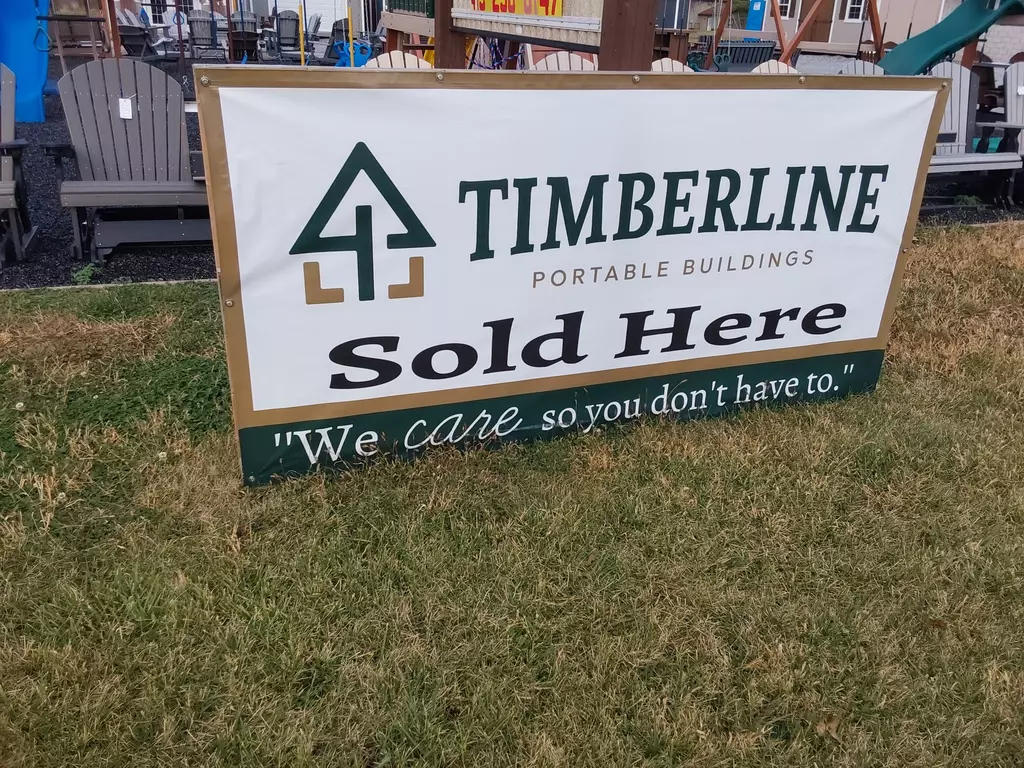 TIMBERLINE
PORTABLE BUILDINGS
Sold Here
"We care so you don't have to."